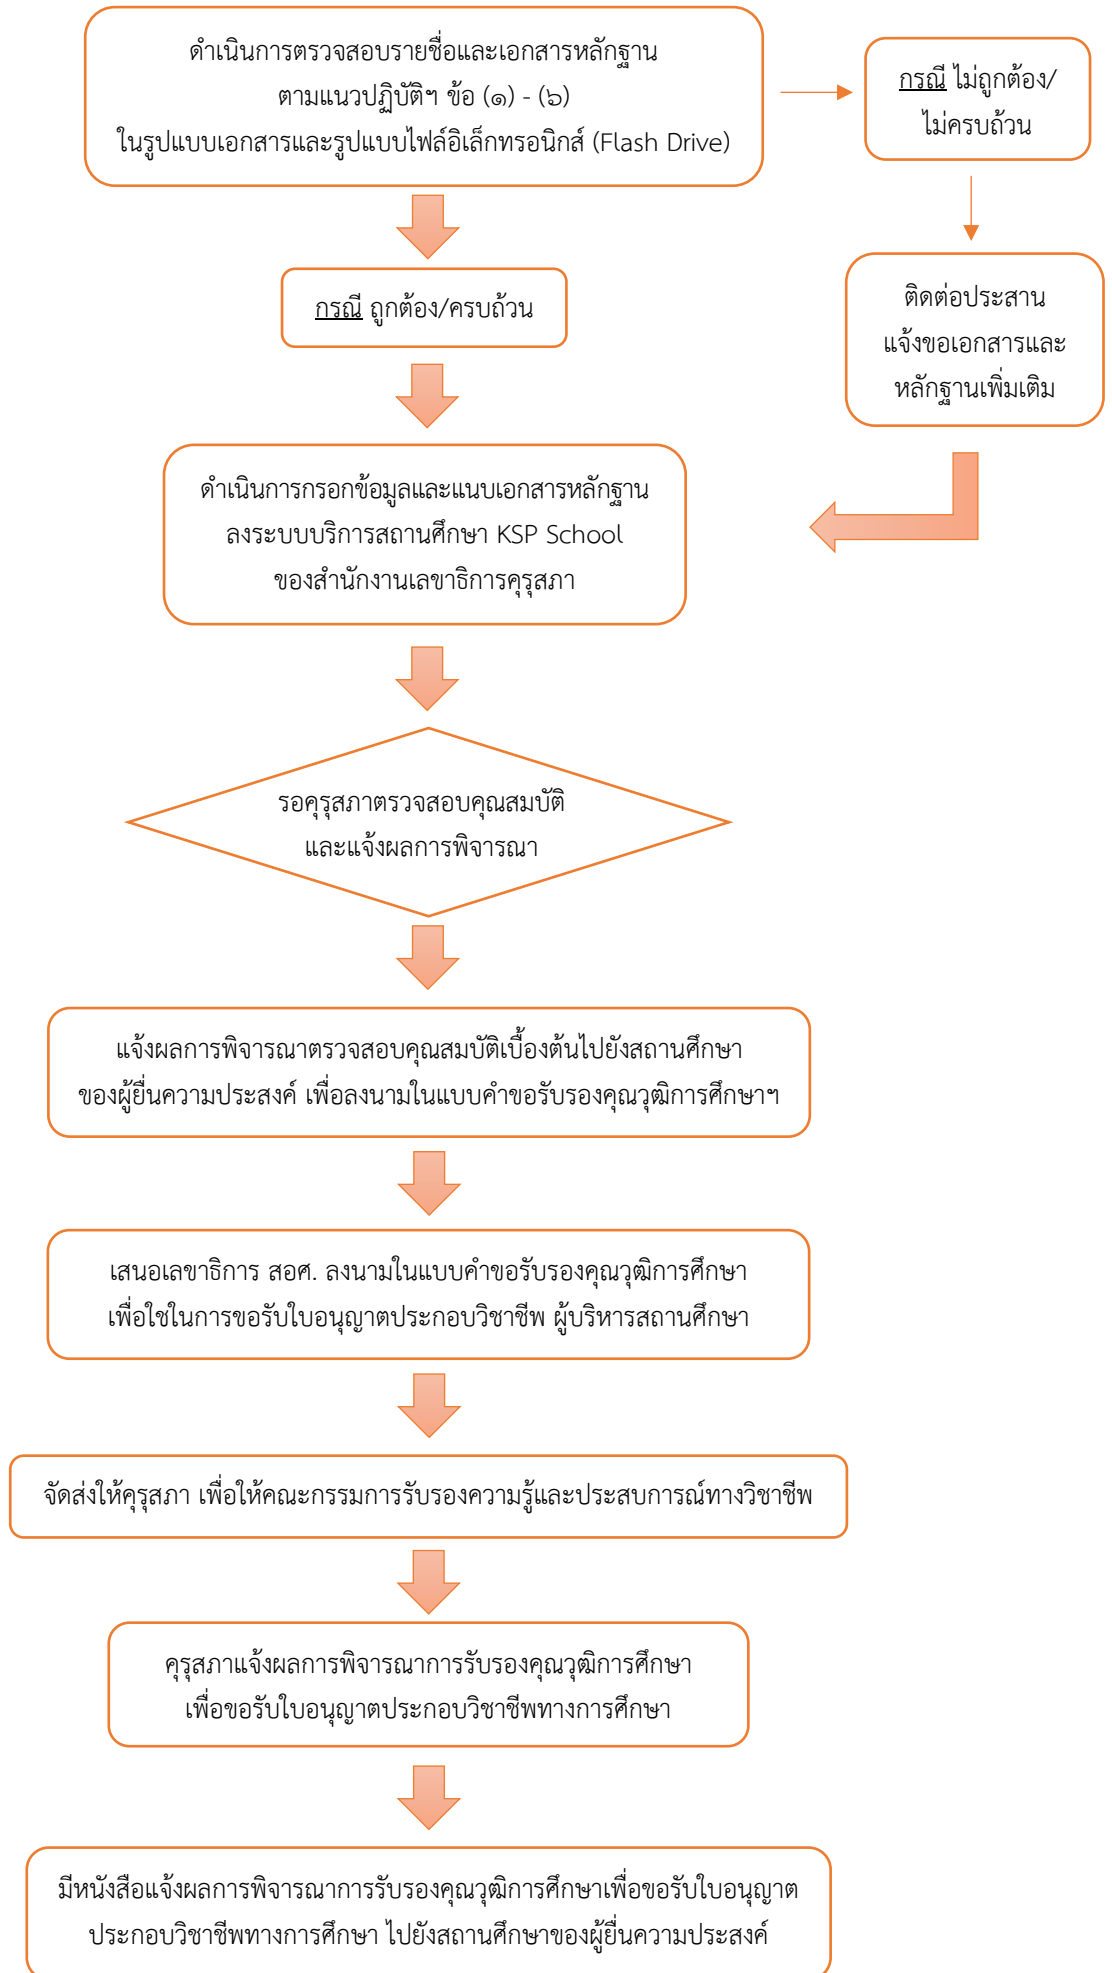 ดำเนินการตรวจสอบรายชื่อและเอกสารหลักฐาน
ตามแนวปฏิบัติฯ ข้อ (๑) - (๖)
ในรูปแบบเอกสารและรูปแบบไฟล์อิเล็กทรอนิกส์ (Flash Drive)
กรณี ไม่ถูกต้อง/
ไม่ครบถ้วน
กรณี ถูกต้อง/ครบถ้วน
ติดต่อประสาน
แจ้งขอเอกสารและ
หลักฐานเพิ่มเติม
ดำเนินการกรอกข้อมูลและแนบเอกสารหลักฐาน
ลงระบบบริการสถานศึกษา KSP School
ของสำนักงานเลขาธิการคุรุสภา
รอคุรุสภาตรวจสอบคุณสมบัติ
และแจ้งผลการพิจารณา
แจ้งผลการพิจารณาตรวจสอบคุณสมบัติเบื้องต้นไปยังสถานศึกษา
ของผู้ยื่นความประสงค์ เพื่อลงนามในแบบคำขอรับรองคุณวุฒิการศึกษาฯ
เสนอเลขาธิการ สอศ. ลงนามในแบบคำขอรับรองคุณวุฒิการศึกษา
เพื่อใช้ในการขอรับใบอนุญาตประกอบวิชาชีพ ผู้บริหารสถานศึกษา
จัดส่งให้คุรุสภา เพื่อให้คณะกรรมการรับรองความรู้และประสบการณ์ทางวิชาชีพ
คุรุสภาแจ้งผลการพิจารณาการรับรองคุณวุฒิการศึกษา
เพื่อขอรับใบอนุญาตประกอบวิชาชีพทางการศึกษา
มีหนังสือแจ้งผลการพิจารณาการรับรองคุณวุฒิการศึกษาเพื่อขอรับใบอนุญาต
ประกอบวิชาชีพทางการศึกษา ไปยังสถานศึกษาของผู้ยื่นความประสงค์